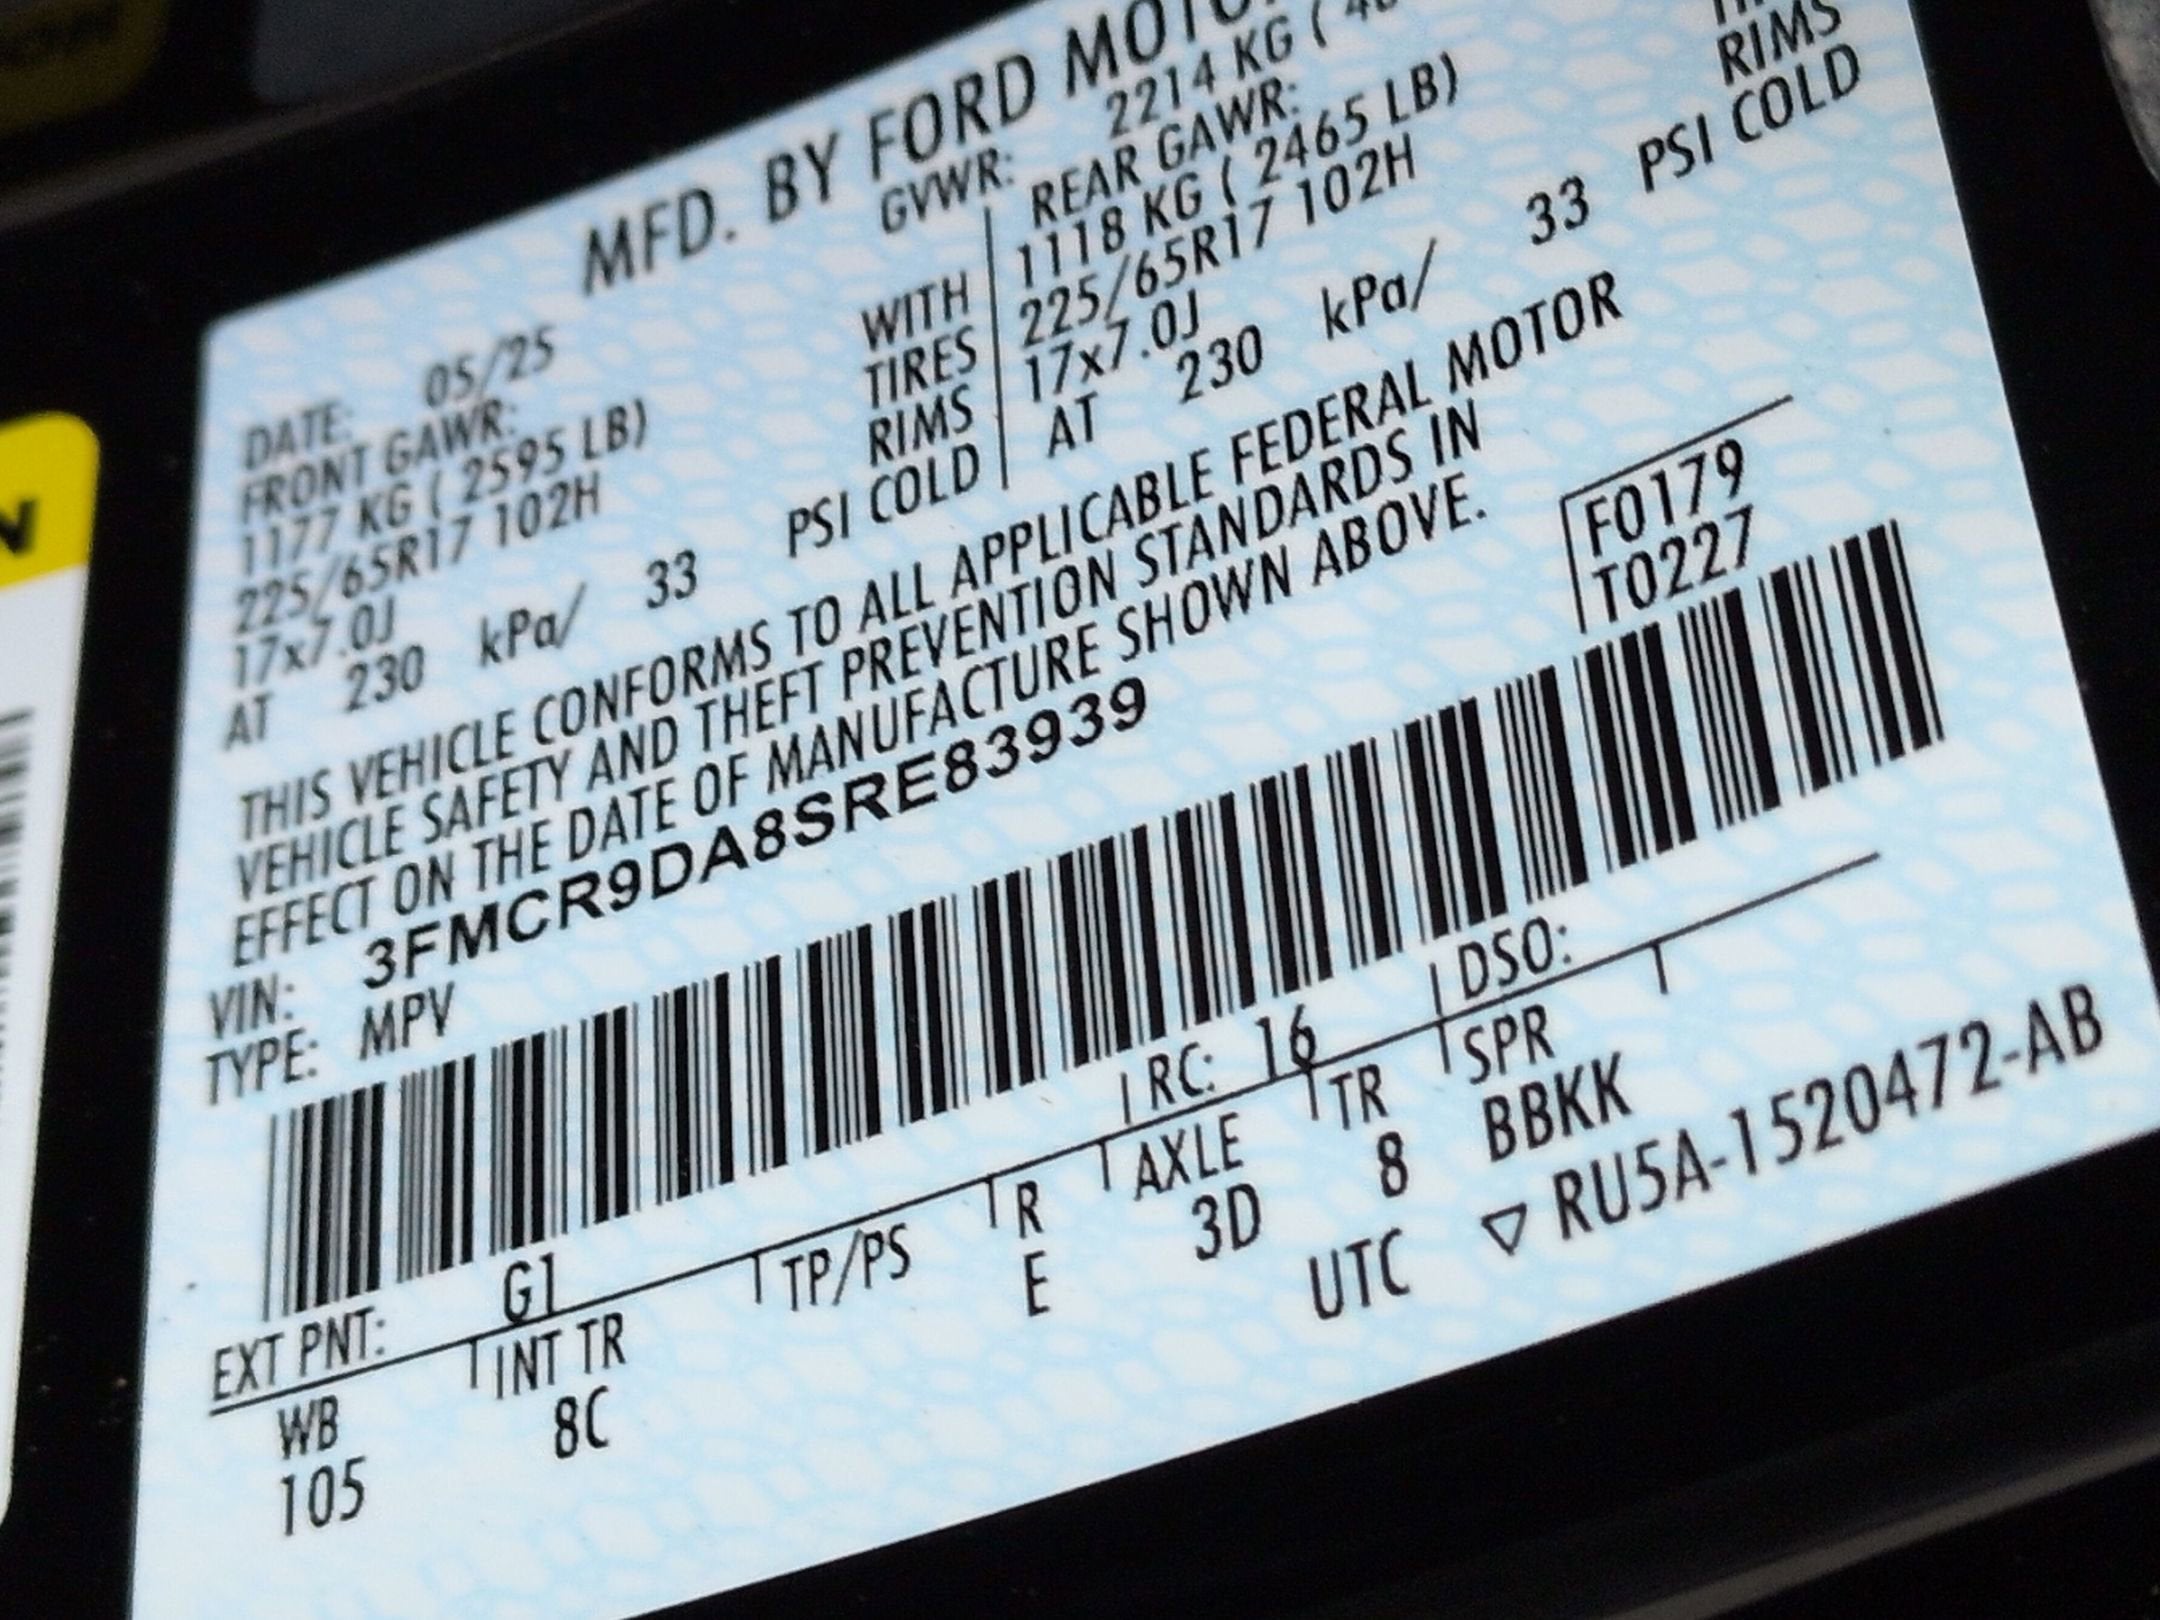 MFD. BY FORD
GVWR: 2214 KG (
DATE: 05/25
FRONT GAWR: REAR GAWR:
1177 KG ( 2595 LB) WITH 1118 KG ( 2465 LB)
225/65R17 102H TIRES 225/65R17 102H
17x7.0J RIMS 17x7.0J RIMS
AT 230 kPa/ 33 PSI COLD AT 230 kPa/ 33 PSI COLD
THIS VEHICLE CONFORMS TO ALL APPLICABLE FEDERAL MOTOR
VEHICLE SAFETY AND THEFT PREVENTION STANDARDS IN
EFFECT ON THE DATE OF MANUFACTURE SHOWN ABOVE.
F0179
T0227
VIN: 3FMCR9DA8SRE83939
TYPE: MPV
EXT PNT: G1 RC: 16 DSO:
WB INT TR TP/PS R AXLE TR SPR
105 8C E 3D 8 BBKK
UTC ▽ RU5A-1520472-AB